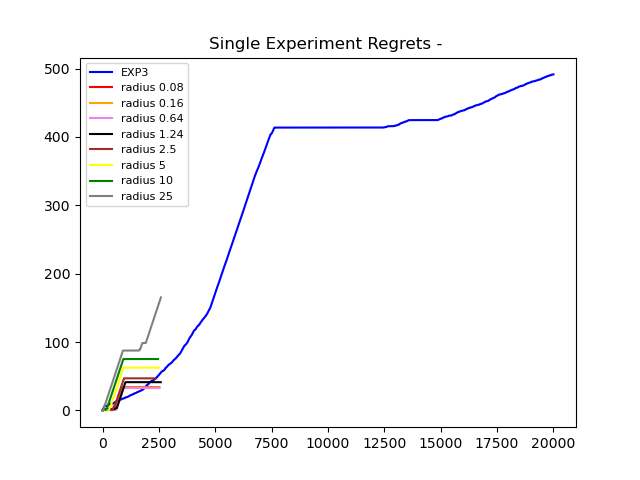 Single Experiment Regrets -
EXP3
radius 0.08
radius 0.16
radius 0.64
radius 1.24
radius 2.5
radius 5
radius 10
radius 25
500
400
300
200
100
0
0 2500 5000 7500 10000 12500 15000 17500 20000